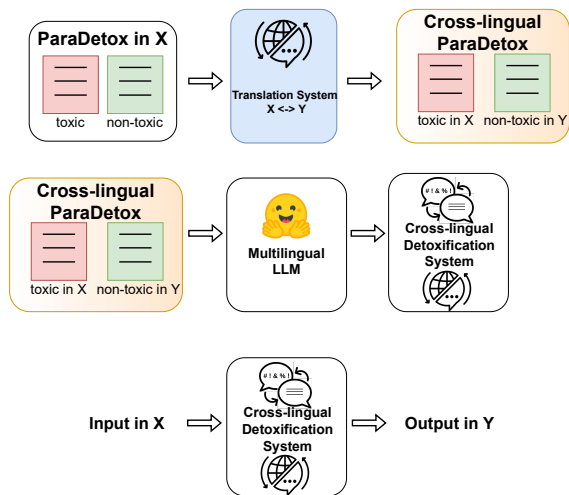 ParaDetox in X
toxic
non-toxic
Translation System
X <-> Y
Cross-lingual
ParaDetox
toxic in X
non-toxic in Y
Cross-lingual
ParaDetox
toxic in X
non-toxic in Y
Multilingual
LLM
# ! & % !
Cross-lingual
Detoxification
System
Input in X
# ! & % !
Cross-lingual
Detoxification
System
Output in Y